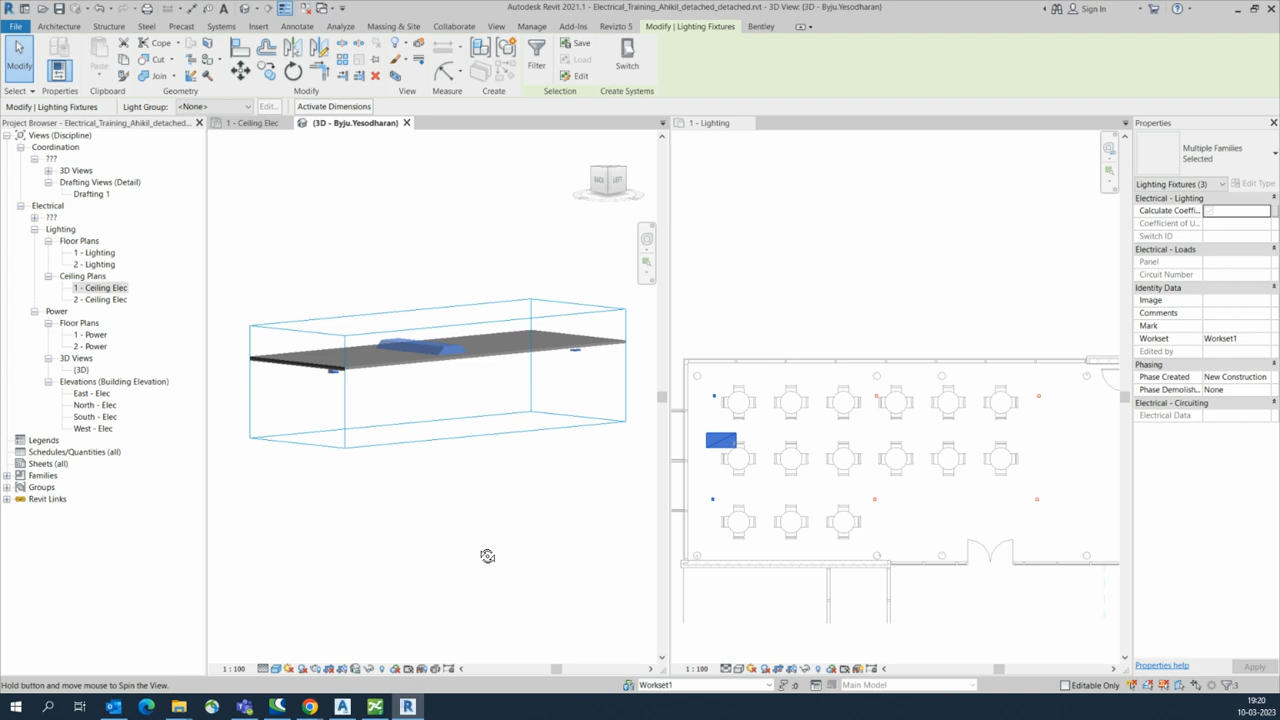 Autodesk Revit 2021.1 - Electrical_Training_Ahikil_detached_detached.rvt - 3D View: {3D - Byju.Yesodharan}
Sign In
File Architecture Structure Steel Precast Systems Insert Annotate Analyze Massing & Site Collaborate View Manage Add-Ins Revizto 5 Modify | Lighting Fixtures Bentley
Modify Paste Cope Cut Join Filter Save Load Edit Switch
Select Properties Clipboard Geometry Modify View Measure Create Selection Create Systems
Modify | Lighting Fixtures Light Group: <None> Edit... Activate Dimensions
Project Browser - Electrical_Training_Ahikil_detached...
1 - Ceiling Elec
{3D - Byju.Yesodharan}
1 - Lighting
Properties
Views (Discipline)
Coordination
???
3D Views
Drafting Views (Detail)
Drafting 1
Electrical
???
Lighting
Floor Plans
1 - Lighting
2 - Lighting
Ceiling Plans
1 - Ceiling Elec
2 - Ceiling Elec
Power
Floor Plans
1 - Power
2 - Power
3D Views
{3D}
Elevations (Building Elevation)
East - Elec
North - Elec
South - Elec
West - Elec
Legends
Schedules/Quantities (all)
Sheets (all)
Families
Groups
Revit Links
BACK LEFT
Multiple Families
Selected
Lighting Fixtures (3) Edit Type
Electrical - Lighting
Calculate Coeffi...
Coefficient of U...
Switch ID
Electrical - Loads
Panel
Circuit Number
Identity Data
Image
Comments
Mark
Workset Workset1
Edited by
Phasing
Phase Created New Construction
Phase Demolish... None
Electrical - Circuiting
Electrical Data
Properties help Apply
1 : 100
1 : 100
Hold button and move mouse to Spin the View.
Workset1
:0
Main Model
Editable Only
:3
19:20
10-03-2023